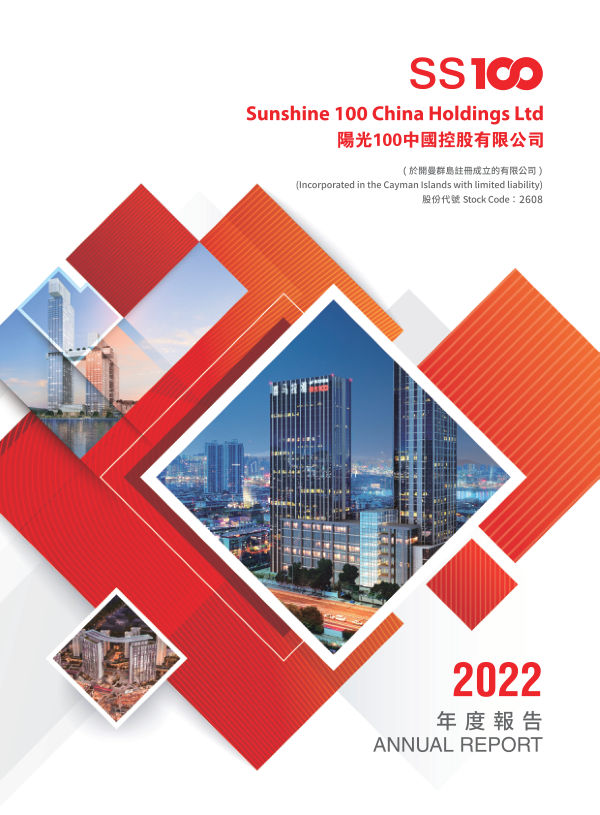 SS100
Sunshine 100 China Holdings Ltd
陽光100中國控股有限公司
(於開曼群島註冊成立的有限公司)
(Incorporated in the Cayman Islands with limited liability)
股份代號 Stock Code：2608
2022
年度報告
ANNUAL REPORT